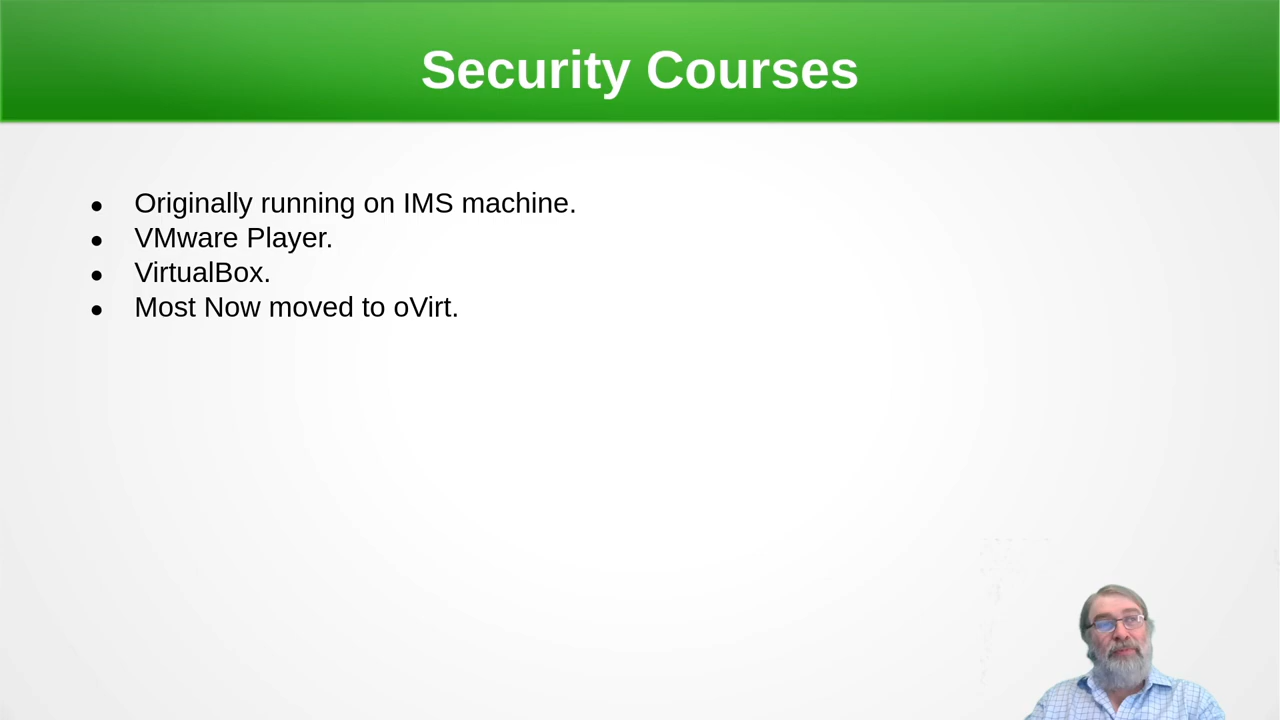 Security Courses
● Originally running on IMS machine.
● VMware Player.
● VirtualBox.
● Most Now moved to oVirt.